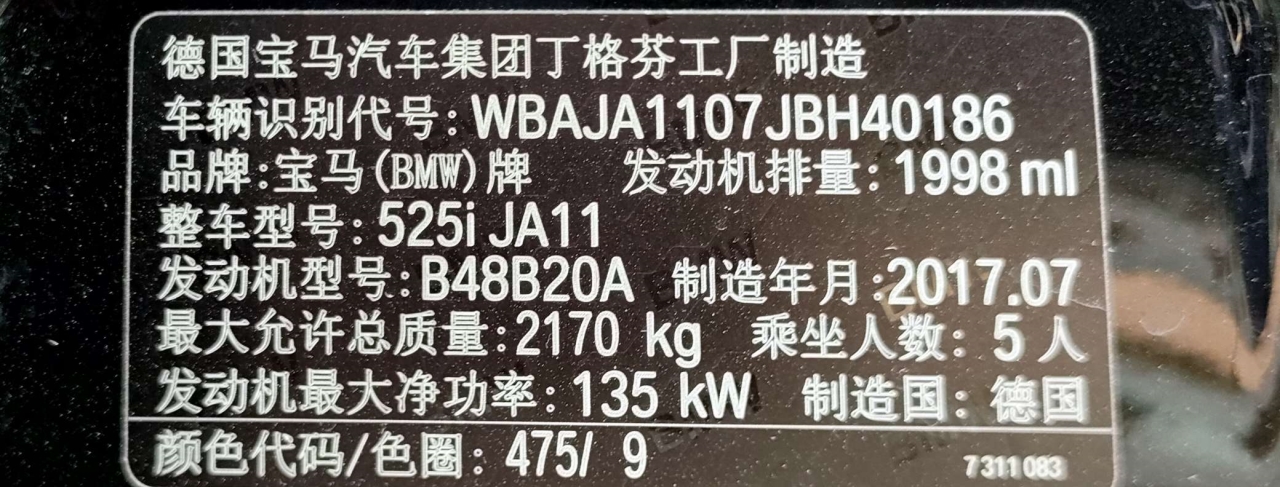 德国宝马汽车集团丁格芬工厂制造
车辆识别代号:WBAJA1107JBH40186
品牌:宝马(BMW)牌 发动机排量:1998 ml
整车型号:525i JA11
发动机型号:B48B20A 制造年月:2017.07
最大允许总质量:2170 kg 乘坐人数:5人
发动机最大净功率:135 kW 制造国:德国
颜色代码/色圈:475/ 9 7311083